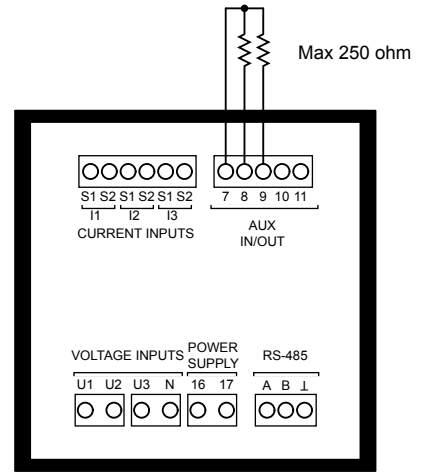 Max 250 ohm
S1 S2 S1 S2 S1 S2
7 8 9 10 11
I1 I2 I3
CURRENT INPUTS
AUX
IN/OUT
VOLTAGE INPUTS
POWER
SUPPLY
RS-485
U1 U2 U3 N 16 17 A B ⊥